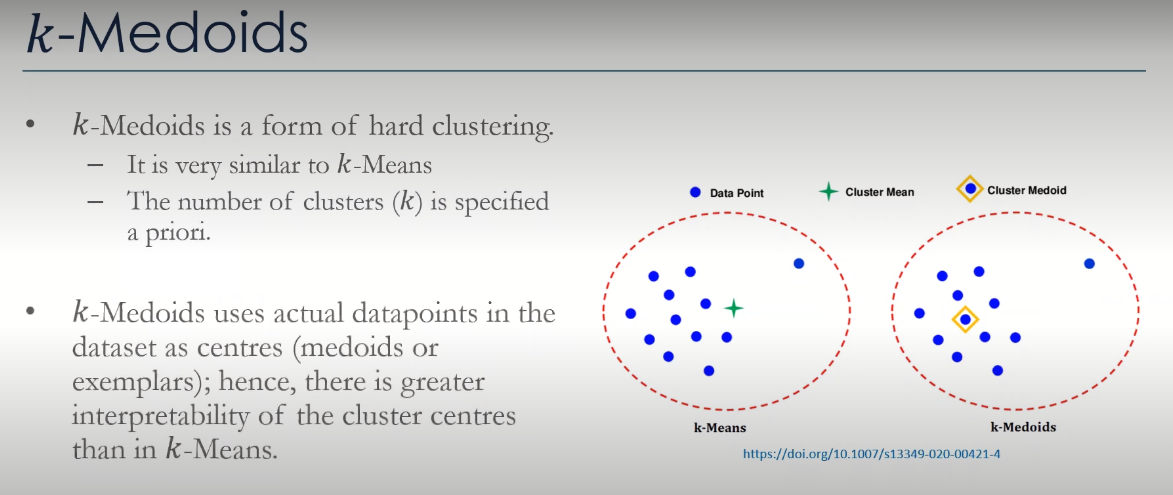 k-Medoids
• k-Medoids is a form of hard clustering.
– It is very similar to k-Means
– The number of clusters (k) is specified
a priori.
• k-Medoids uses actual datapoints in the
dataset as centres (medoids or
exemplars); hence, there is greater
interpretability of the cluster centres
than in k-Means.
Data Point
Cluster Mean
Cluster Medoid
k-Means
k-Medoids
https://doi.org/10.1007/s13349-020-00421-4